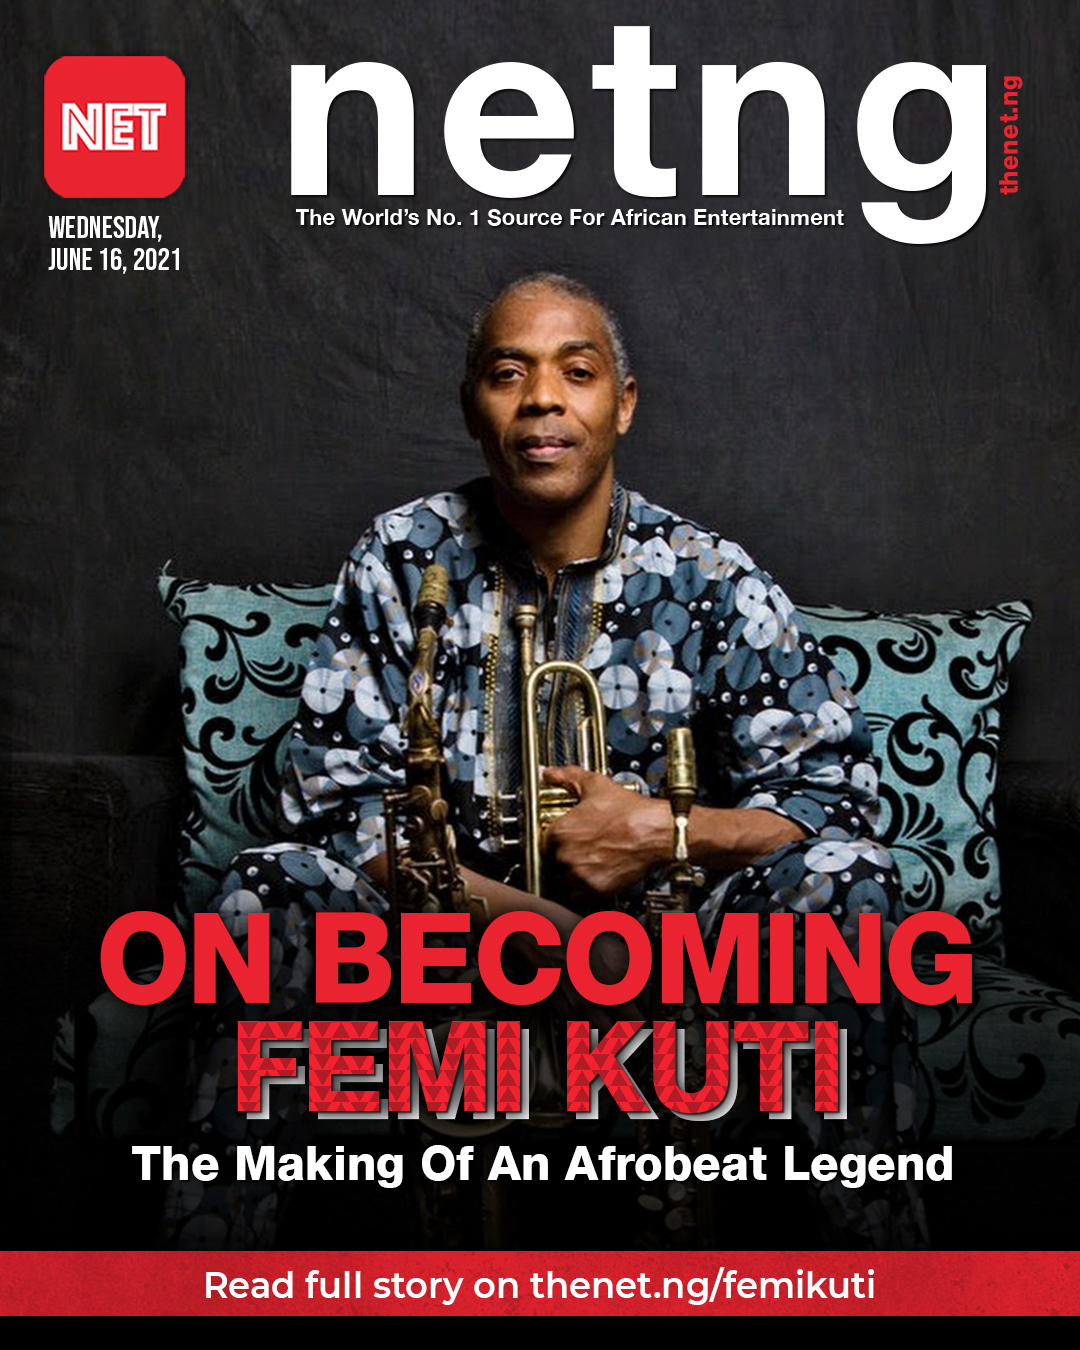 NET
WEDNESDAY,
JUNE 16, 2021
netng
thenet.ng
The World's No. 1 Source For African Entertainment
ON BECOMING
FEMI KUTI
The Making Of An Afrobeat Legend
Read full story on thenet.ng/femikuti